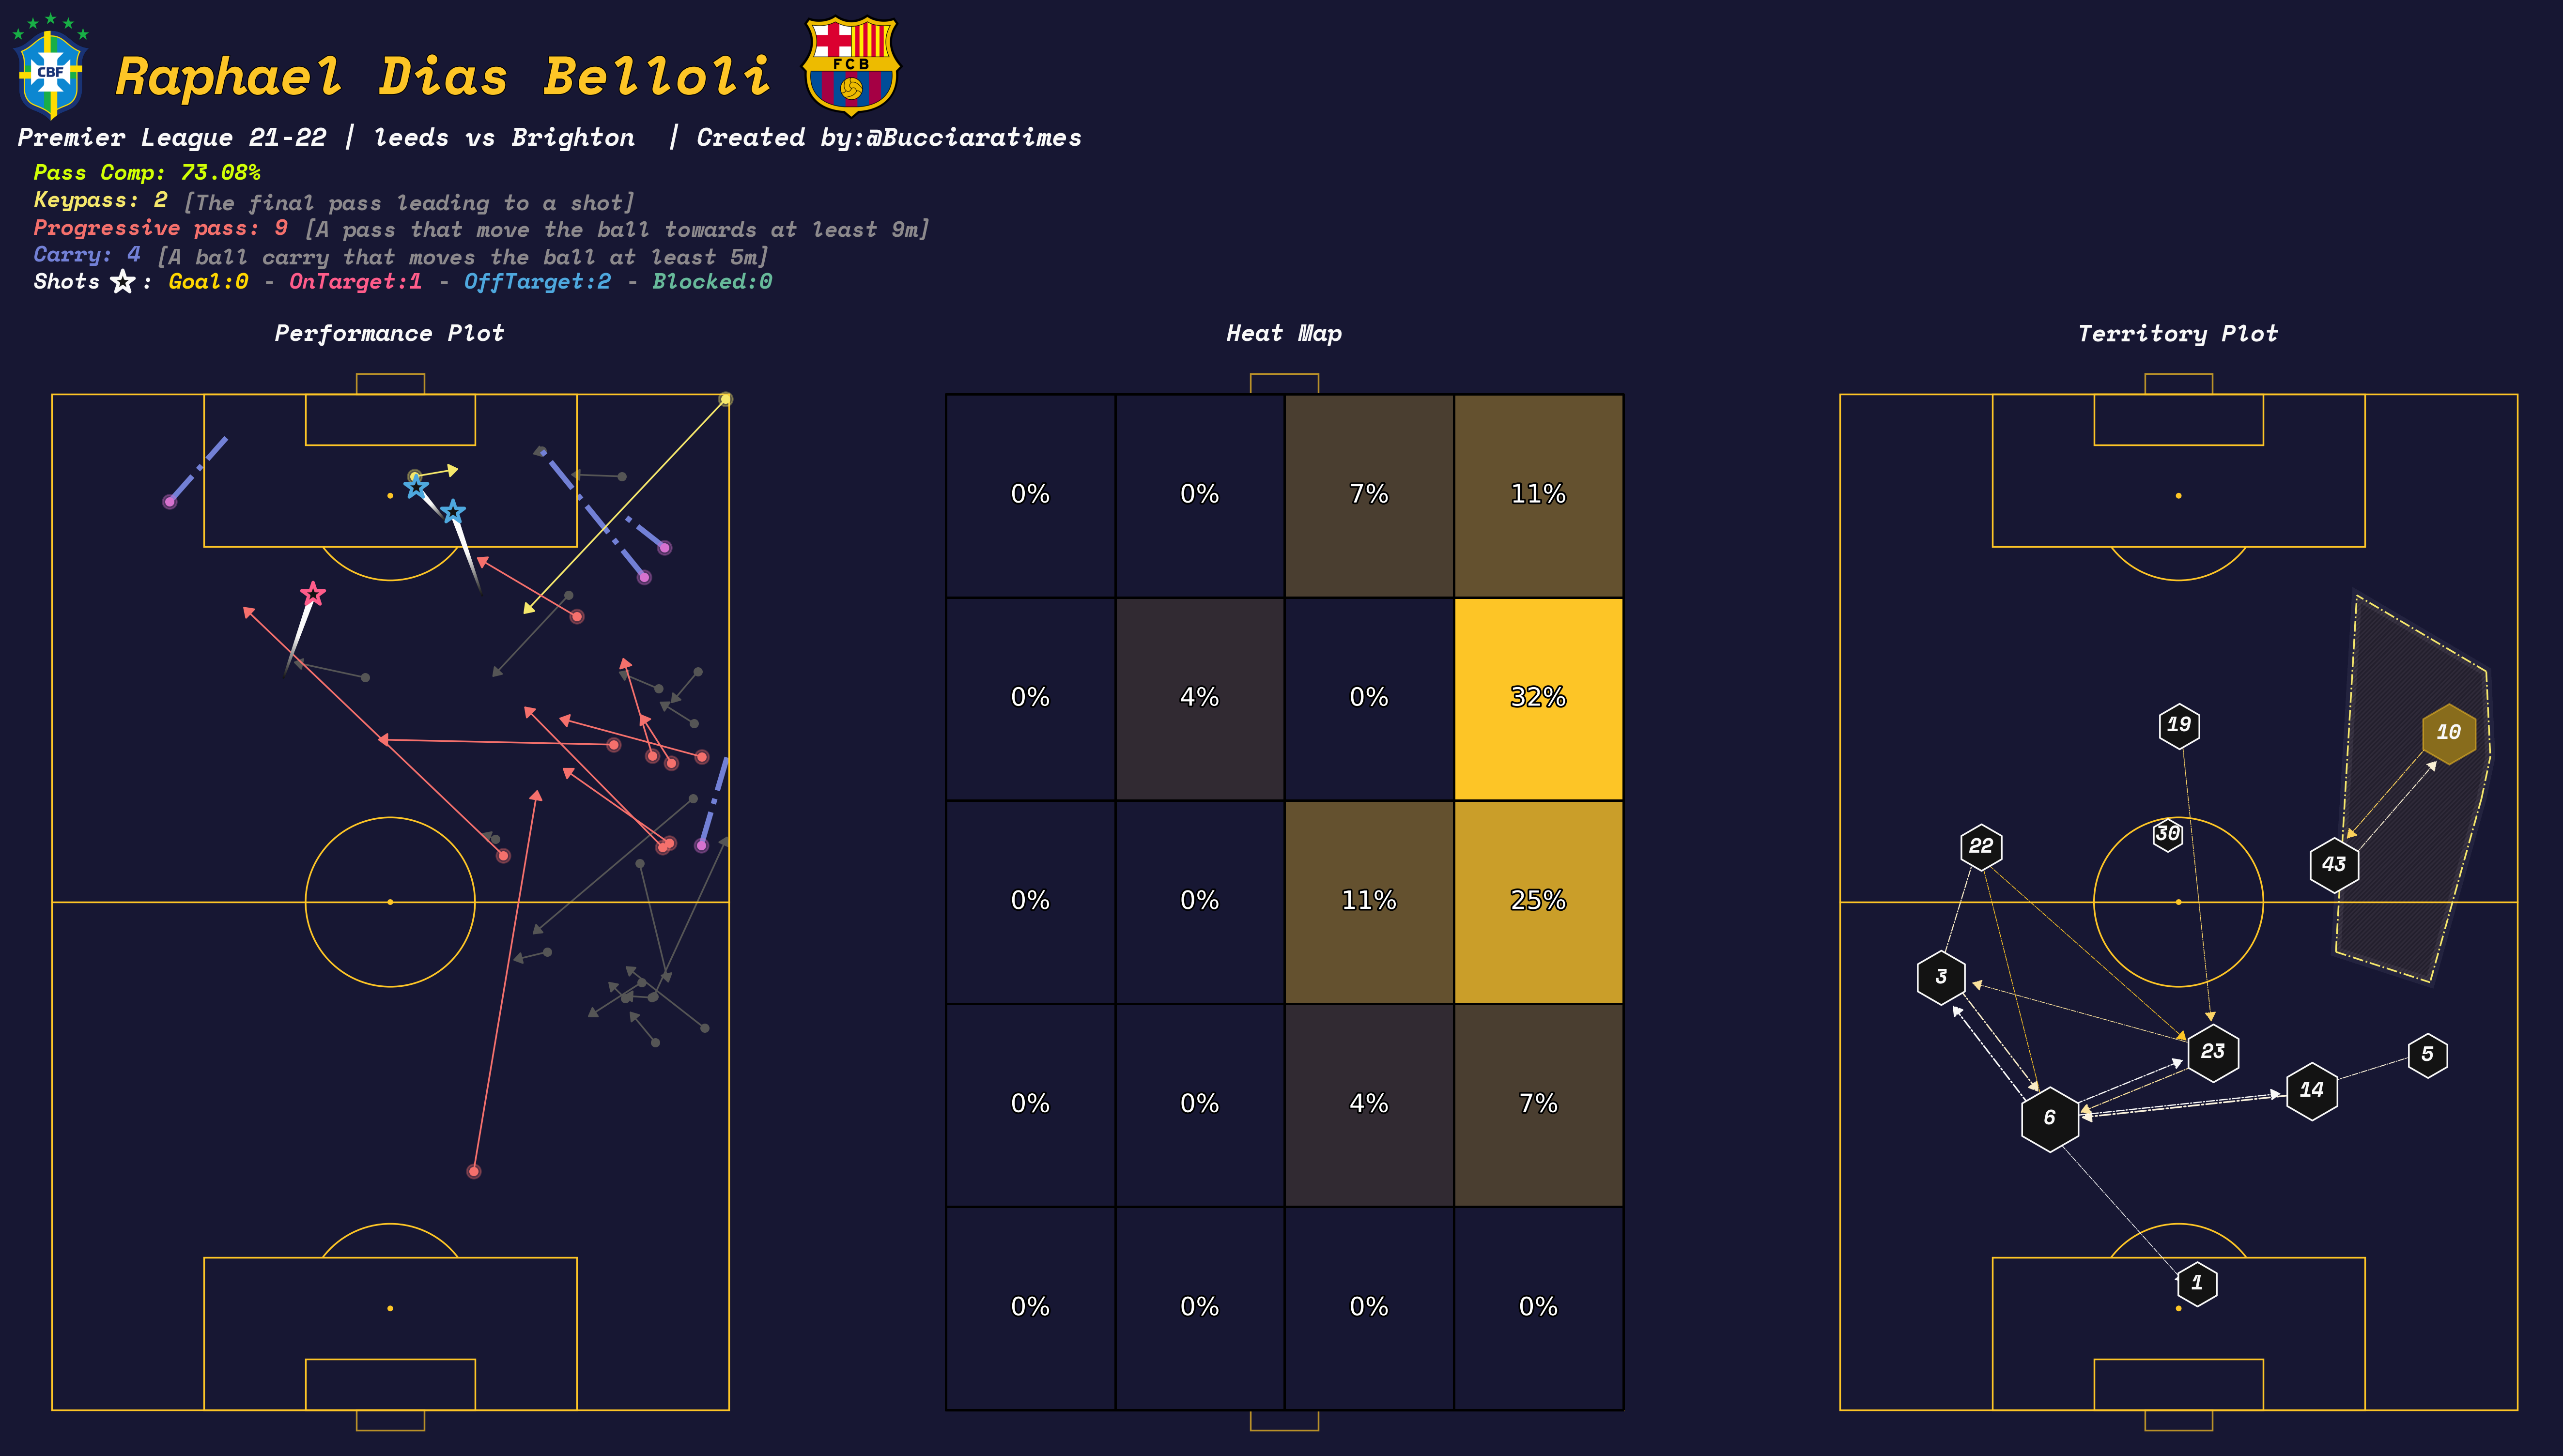 CBF
Raphael Dias Belloli
FCB
Premier League 21-22 | leeds vs Brighton | Created by:@Bucciaratimes
Pass Comp: 73.08%
Keypass: 2 [The final pass leading to a shot]
Progressive pass: 9 [A pass that move the ball towards at least 9m]
Carry: 4 [A ball carry that moves the ball at least 5m]
Shots ☆: Goal:0 - OnTarget:1 - OffTarget:2 - Blocked:0
Performance Plot
Heat Map
0% 0% 7% 11%
0% 4% 0% 32%
0% 0% 11% 25%
0% 0% 4% 7%
0% 0% 0% 0%
Territory Plot
19
10
30
22
43
3
23
5
14
6
1